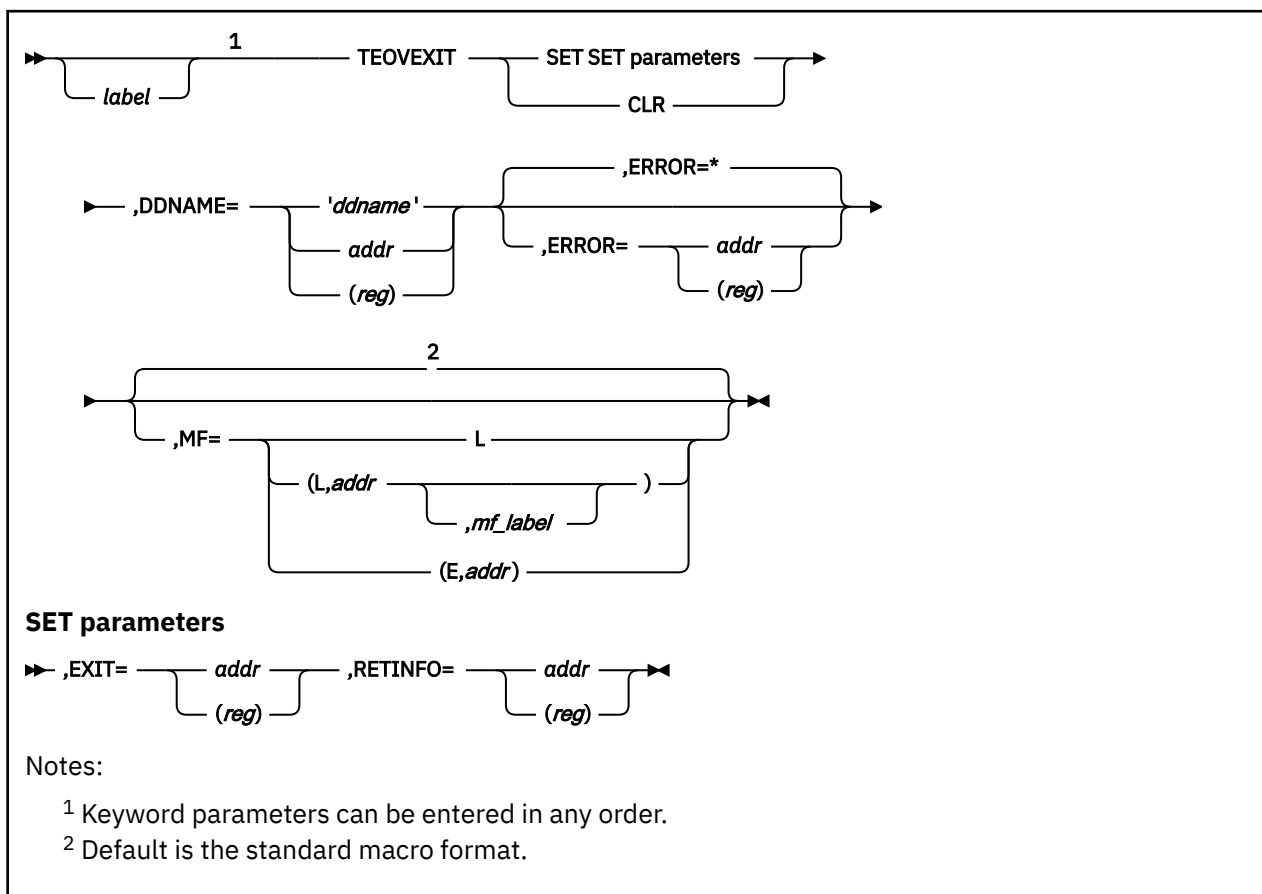 1
TEOVEXIT SET SET parameters
label
CLR
,ERROR=*
,DDNAME= 'ddname'
addr ,ERROR= addr
(reg) (reg)
2
,MF= L
(L,addr )
,mf_label
(E,addr)
SET parameters
,EXIT= addr ,RETINFO= addr
(reg) (reg)
Notes:
1 Keyword parameters can be entered in any order.
2 Default is the standard macro format.